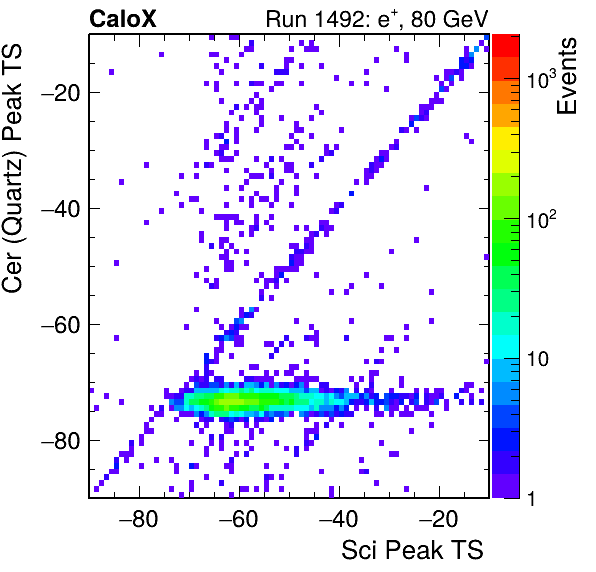 CaloX Run 1492: e⁺, 80 GeV
Cer (Quartz) Peak TS
−20
−40
−60
−80
−80 −60 −40 −20
Sci Peak TS
Events
10³
10²
10
1